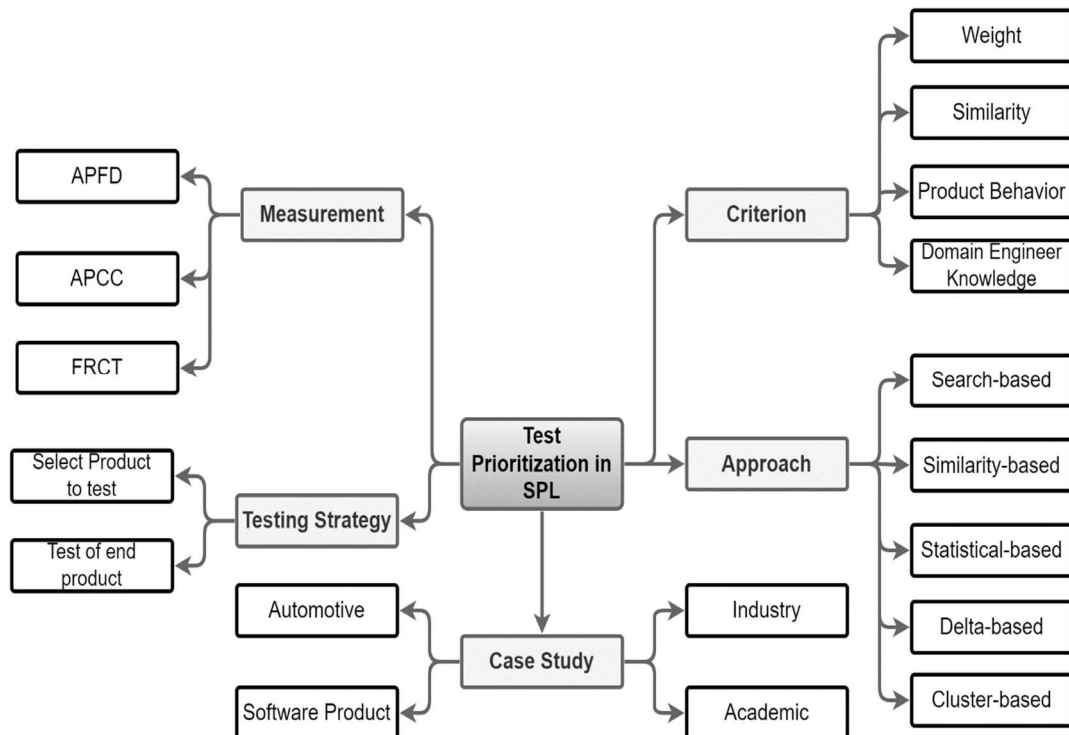 Weight
Similarity
Product Behavior
Domain Engineer
Knowledge
Criterion
Measurement
APFD
APCC
FRCT
Test
Prioritization in
SPL
Approach
Search-based
Similarity-based
Statistical-based
Delta-based
Cluster-based
Testing Strategy
Select Product
to test
Test of end
product
Case Study
Automotive
Software Product
Industry
Academic